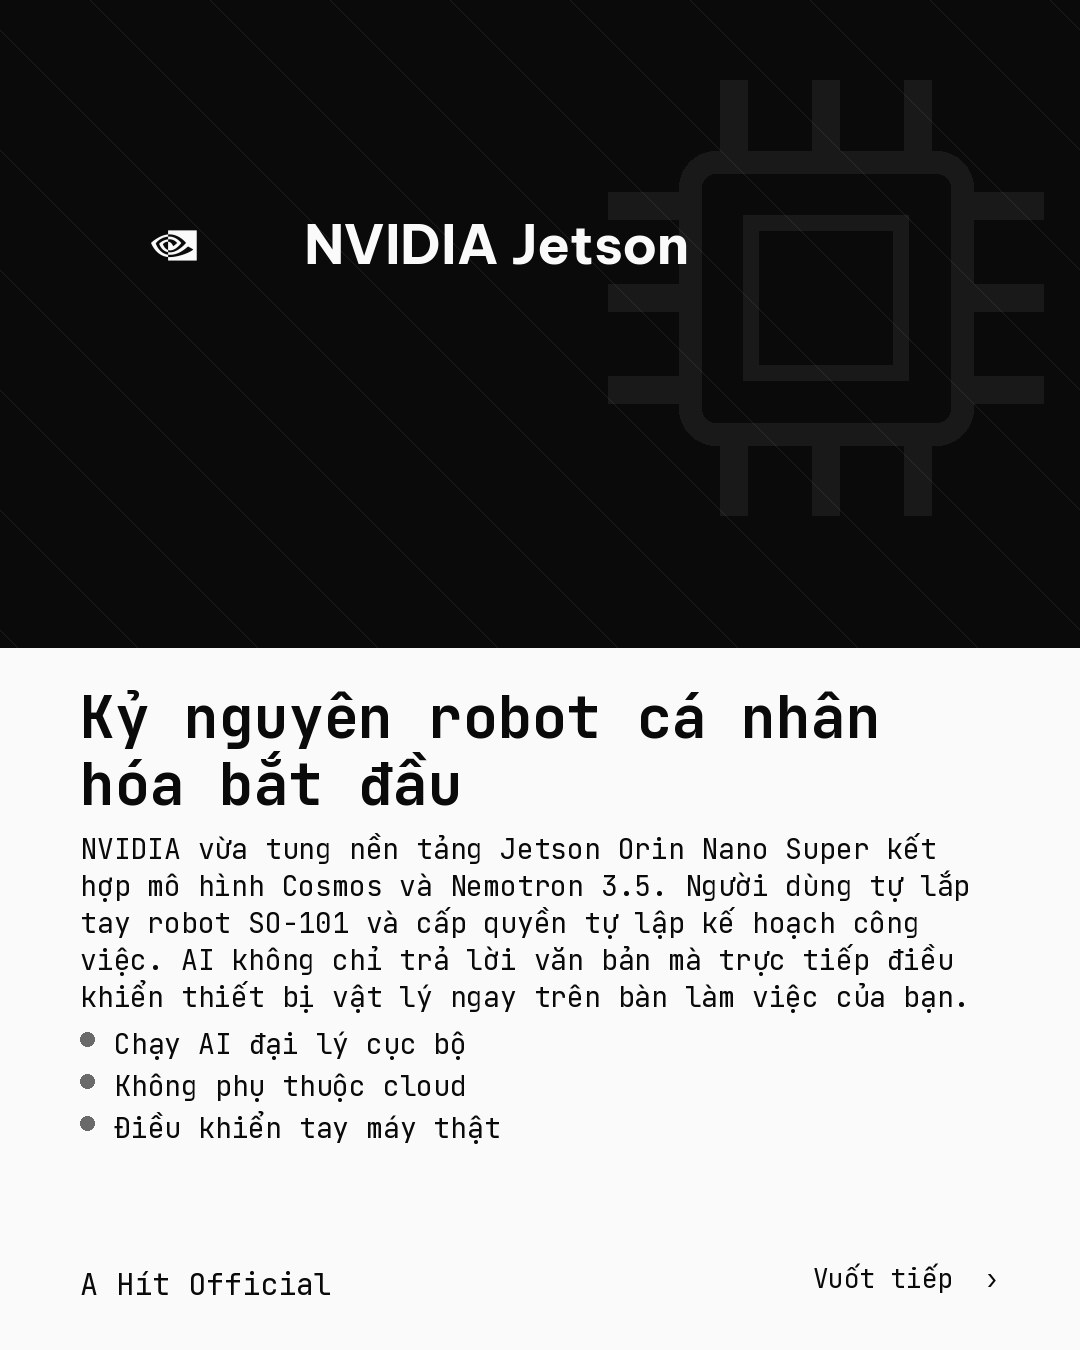 NVIDIA Jetson
Kỷ nguyên robot cá nhân
hóa bắt đầu
NVIDIA vừa tung nền tảng Jetson Orin Nano Super kết
hợp mô hình Cosmos và Nemotron 3.5. Người dùng tự lắp
tay robot SO-101 và cấp quyền tự lập kế hoạch công
việc. AI không chỉ trả lời văn bản mà trực tiếp điều
khiển thiết bị vật lý ngay trên bàn làm việc của bạn.
Chạy AI đại lý cục bộ
Không phụ thuộc cloud
Điều khiển tay máy thật
A Hít Official
Vuốt tiếp ›